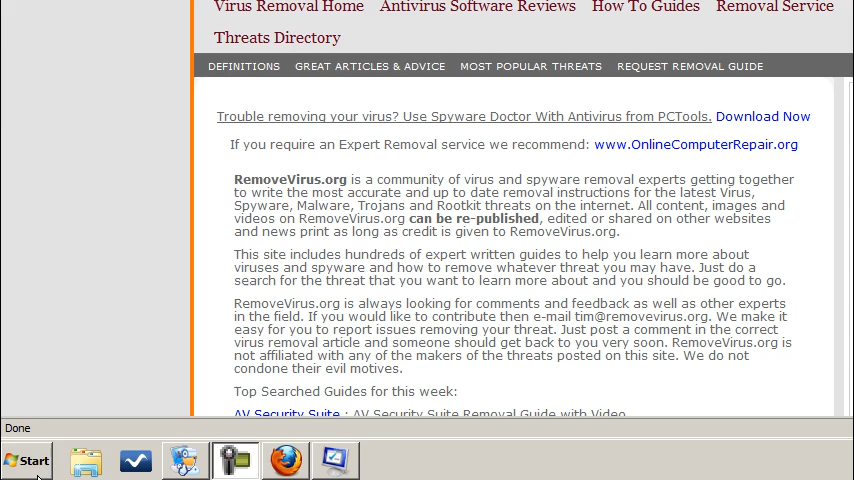 Virus Removal Home Antivirus Software Reviews How To Guides Removal Service
Threats Directory
DEFINITIONS GREAT ARTICLES & ADVICE MOST POPULAR THREATS REQUEST REMOVAL GUIDE
Trouble removing your virus? Use Spyware Doctor With Antivirus from PCTools. Download Now
If you require an Expert Removal service we recommend: www.OnlineComputerRepair.org
RemoveVirus.org is a community of virus and spyware removal experts getting together
to write the most accurate and up to date removal instructions for the latest Virus,
Spyware, Malware, Trojans and Rootkit threats on the internet. All content, images and
videos on RemoveVirus.org can be re-published, edited or shared on other websites
and news print as long as credit is given to RemoveVirus.org.
This site includes hundreds of expert written guides to help you learn more about
viruses and spyware and how to remove whatever threat you may have. Just do a
search for the threat that you want to learn more about and you should be good to go.
RemoveVirus.org is always looking for comments and feedback as well as other experts
in the field. If you would like to contribute then e-mail tim@removevirus.org. We make it
easy for you to report issues removing your threat. Just post a comment in the correct
virus removal article and someone should get back to you very soon. RemoveVirus.org is
not affiliated with any of the makers of the threats posted on this site. We do not
condone their evil motives.
Top Searched Guides for this week:
AV Security Suite : AV Security Suite Removal Guide with Video
Done
Start